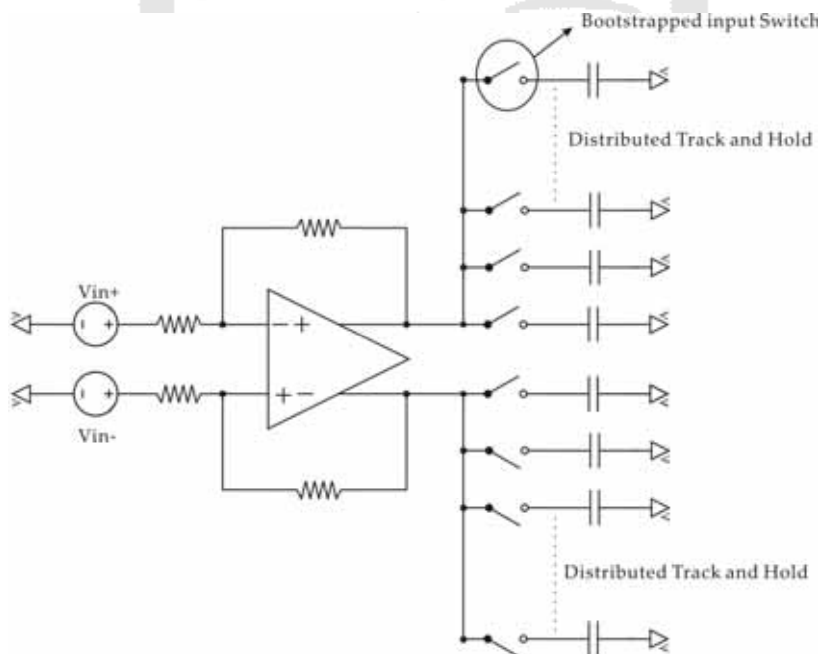 Bootstrapped input Switch
Distributed Track and Hold
Vin+
- +
- +
+ -
- +
Vin-
Distributed Track and Hold